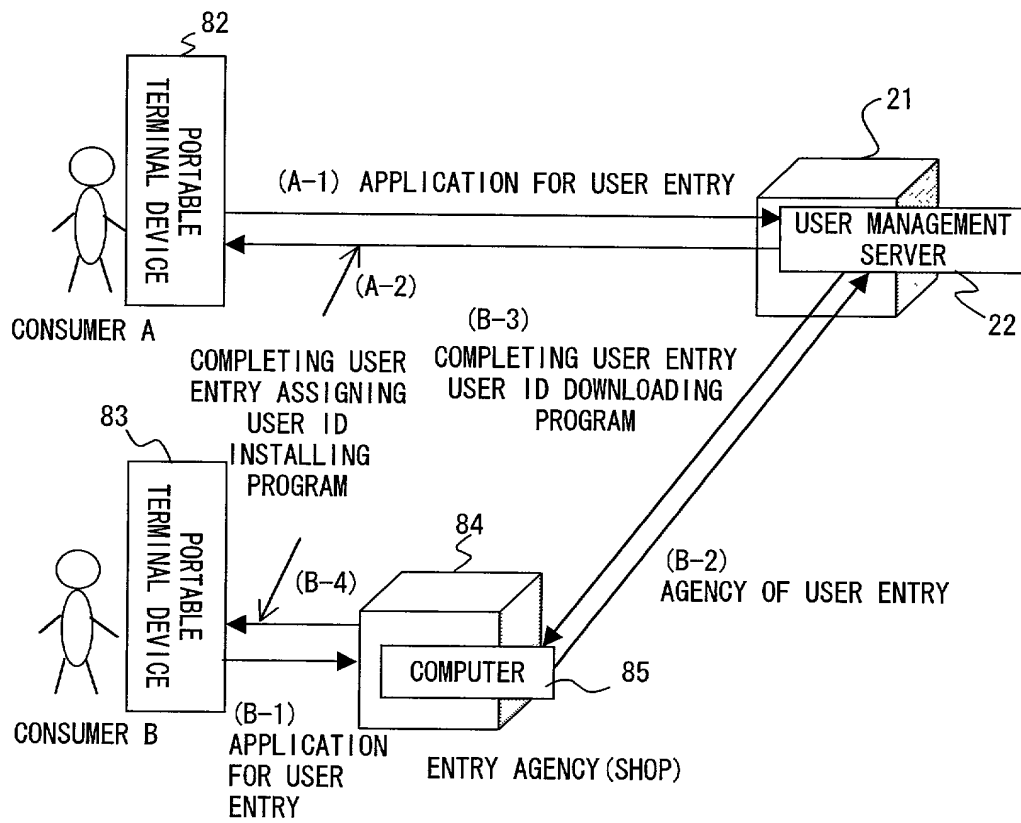 82
PORTABLE
TERMINAL DEVICE
CONSUMER A
(A-1) APPLICATION FOR USER ENTRY
21
USER MANAGEMENT
SERVER
22
(A-2)
COMPLETING USER
ENTRY ASSIGNING
USER ID
INSTALLING
PROGRAM
(B-3)
COMPLETING USER ENTRY
USER ID DOWNLOADING
PROGRAM
83
PORTABLE
TERMINAL DEVICE
CONSUMER B
(B-4)
84
(B-2)
AGENCY OF USER ENTRY
COMPUTER
85
(B-1)
APPLICATION
FOR USER
ENTRY
ENTRY AGENCY(SHOP)